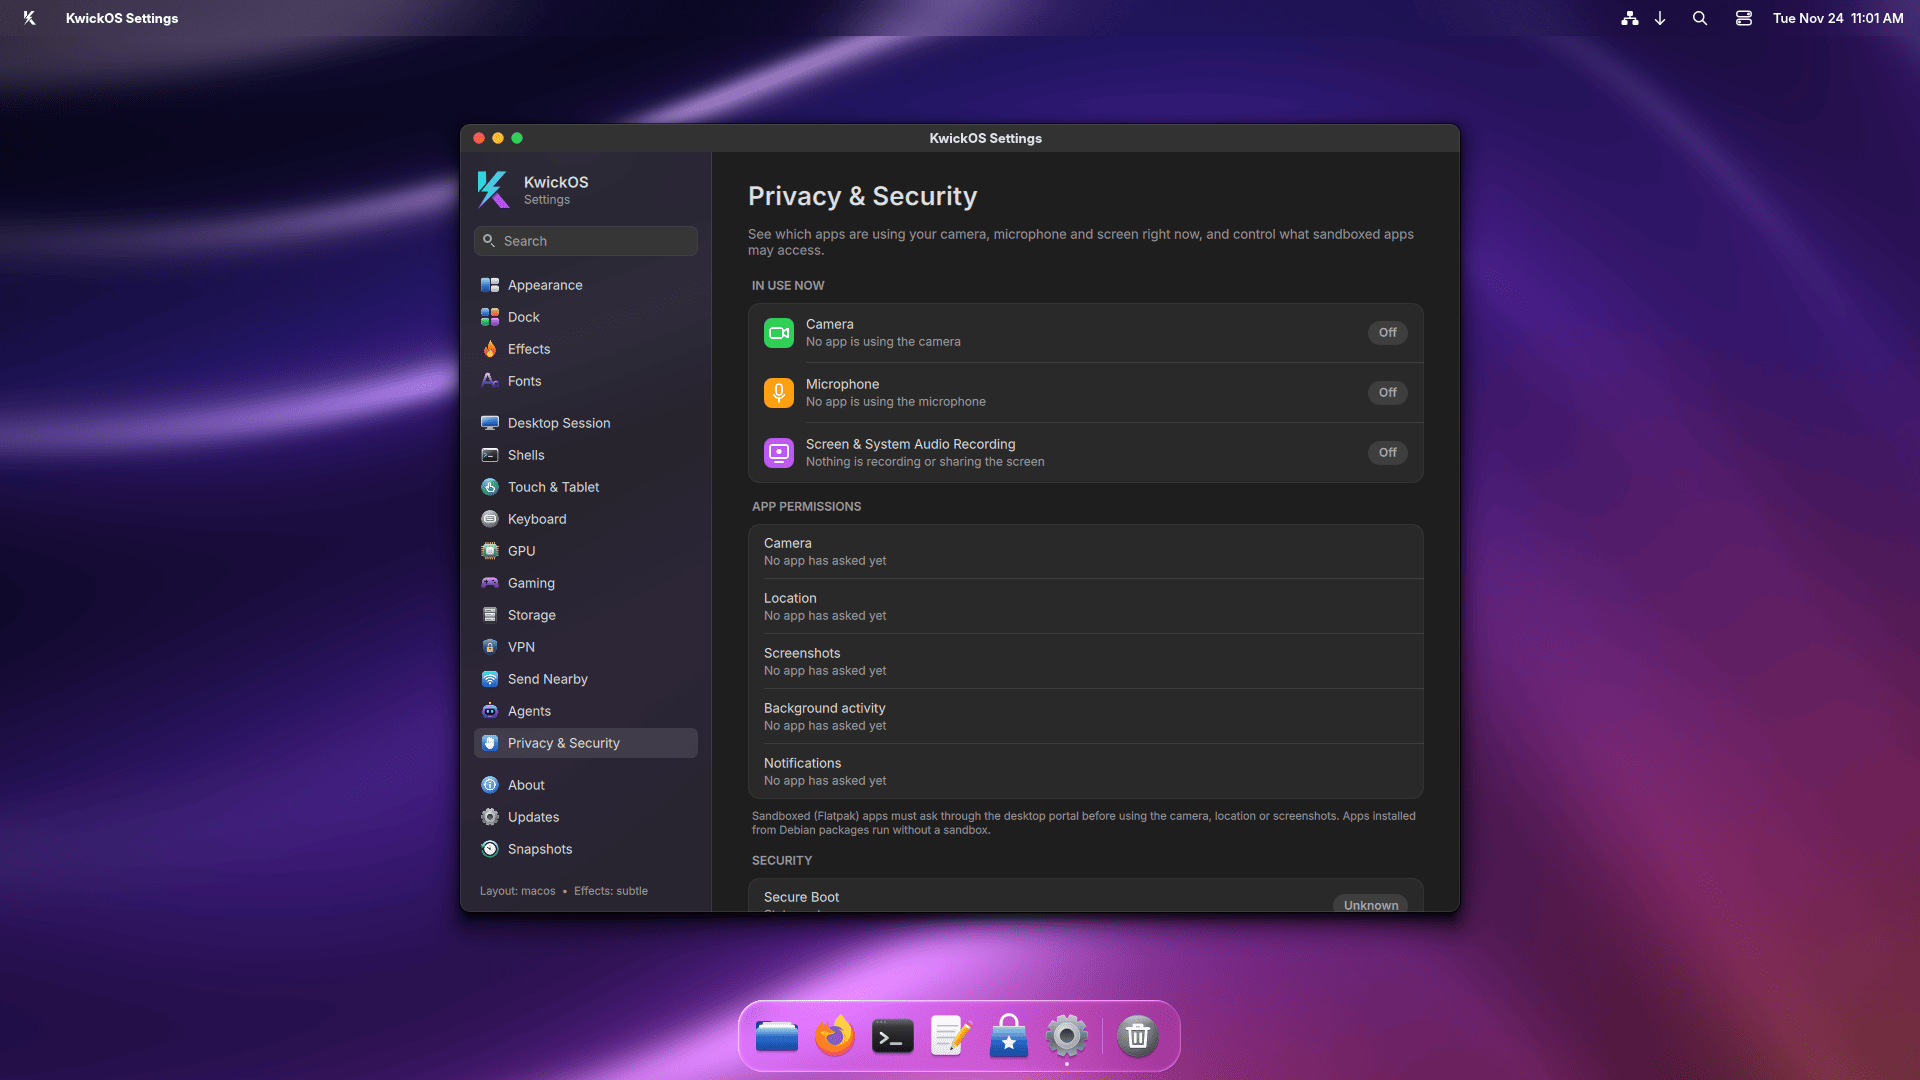 KwickOS Settings
Tue Nov 24 11:01 AM
KwickOS Settings
KwickOS
Settings
Search
Appearance
Dock
Effects
Fonts
Desktop Session
Shells
Touch & Tablet
Keyboard
GPU
Gaming
Storage
VPN
Send Nearby
Agents
Privacy & Security
About
Updates
Snapshots
Layout: macos • Effects: subtle
Privacy & Security
See which apps are using your camera, microphone and screen right now, and control what sandboxed apps
may access.
IN USE NOW
Camera
No app is using the camera
Off
Microphone
No app is using the microphone
Off
Screen & System Audio Recording
Nothing is recording or sharing the screen
Off
APP PERMISSIONS
Camera
No app has asked yet
Location
No app has asked yet
Screenshots
No app has asked yet
Background activity
No app has asked yet
Notifications
No app has asked yet
Sandboxed (Flatpak) apps must ask through the desktop portal before using the camera, location or screenshots. Apps installed
from Debian packages run without a sandbox.
SECURITY
Secure Boot
Unknown